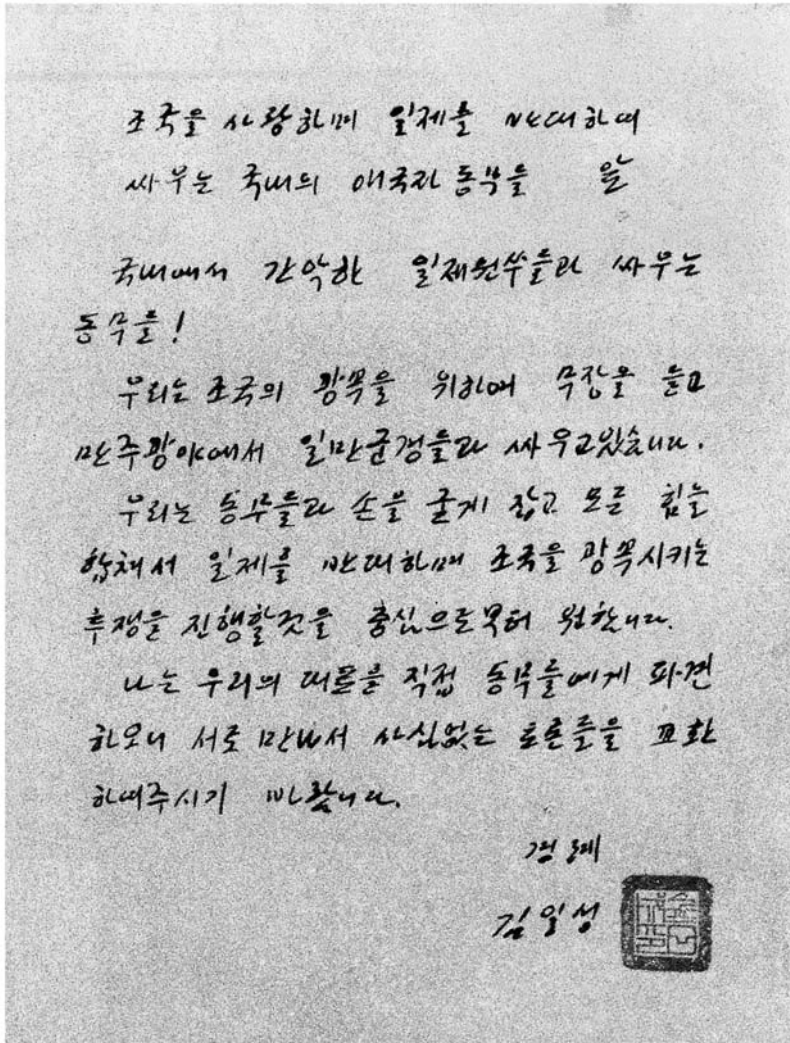 조국을 사랑하며 일제를 반대하여
싸우는 국내의 애국자 동무들 앞
국내에서 간악한 일제원쑤들과 싸우는
동무들!
우리는 조국의 광복을 위하여 무장을 들고
만주광야에서 일만군경들과 싸우고있습니다.
우리는 동무들과 손을 굳게 잡고 모든 힘을
합쳐서 일제를 반대하며 조국을 광복시키는
투쟁을 진행할것을 충심으로부터 원합니다.
나는 우리의 대표를 직접 동무들에게 파견
하오니 서로 만나서 사심없는 토론들을 교환
하여주시기 바랍니다.
경례
김일성